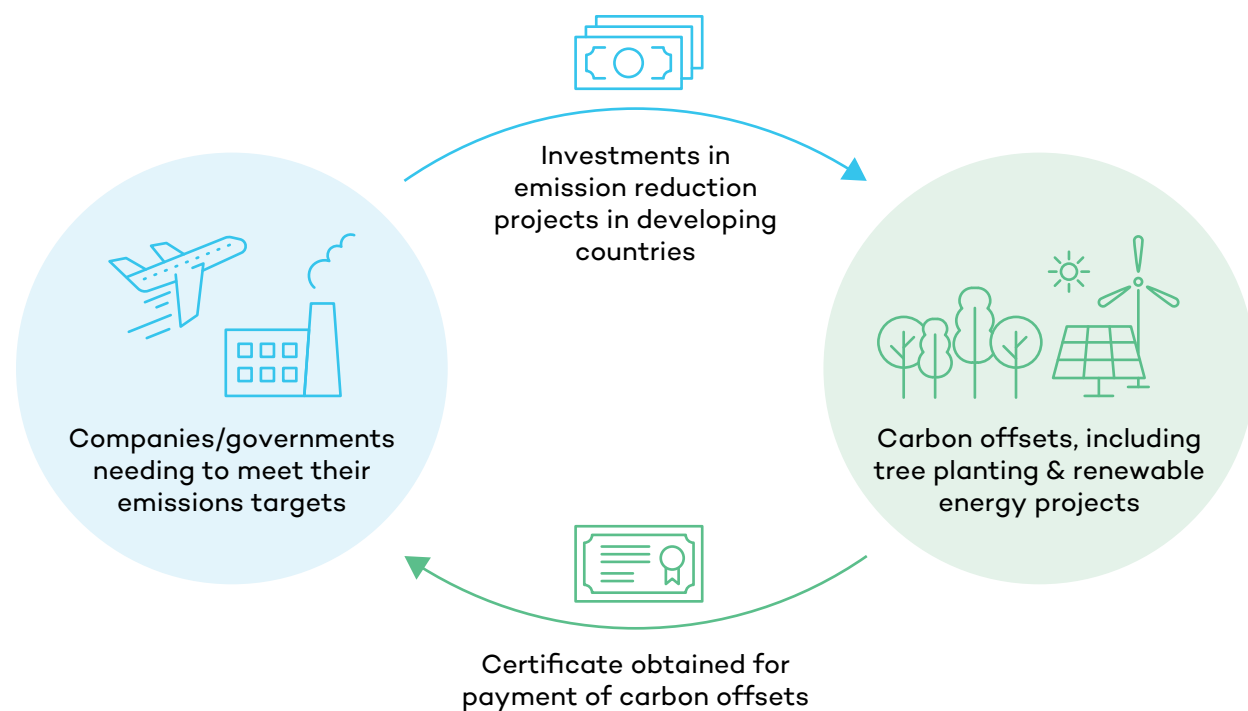 Investments in
emission reduction
projects in developing
countries
Companies/governments
needing to meet their
emissions targets
Carbon offsets, including
tree planting & renewable
energy projects
Certificate obtained for
payment of carbon offsets